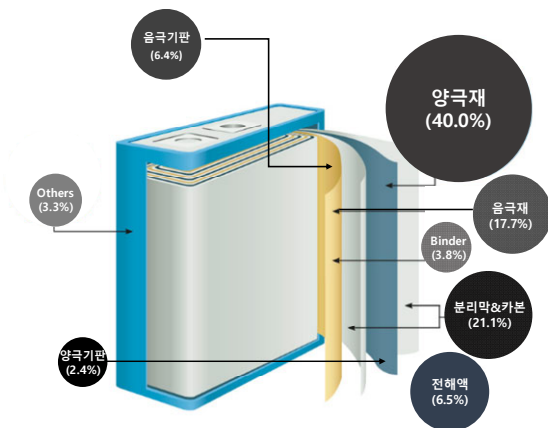 음극기판
(6.4%)
양극재
(40.0%)
Others
(3.3%)
음극재
(17.7%)
Binder
(3.8%)
분리막&카본
(21.1%)
양극기판
(2.4%)
전해액
(6.5%)